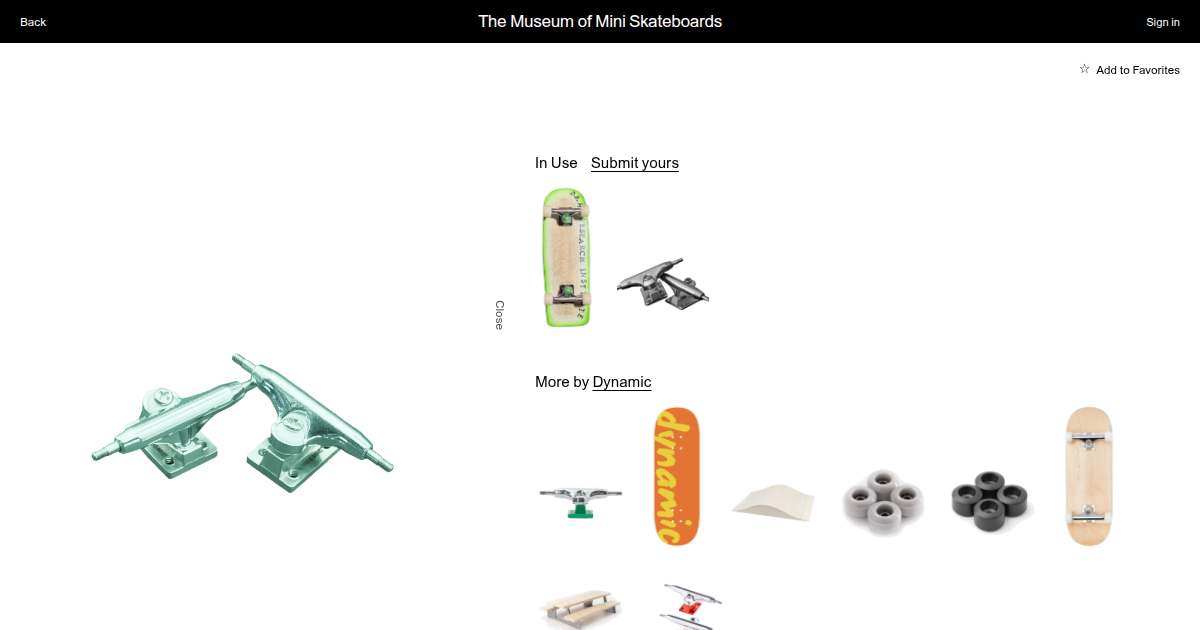 Back
The Museum of Mini Skateboards
Sign in
☆ Add to Favorites
In Use Submit yours
Close
More by Dynamic
dynamic